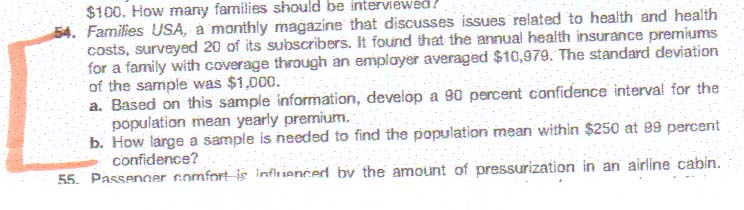 $100. How many families should be interviewed?
54. Families USA, a monthly magazine that discusses issues related to health and health
costs, surveyed 20 of its subscribers. It found that the annual health insurance premiums
for a family with coverage through an employer averaged $10,979. The standard deviation
of the sample was $1,000.
a. Based on this sample information, develop a 90 percent confidence interval for the
population mean yearly premium.
b. How large a sample is needed to find the population mean within $250 at 99 percent
confidence?
55. Passenger comfort is influenced by the amount of pressurization in an airline cabin.